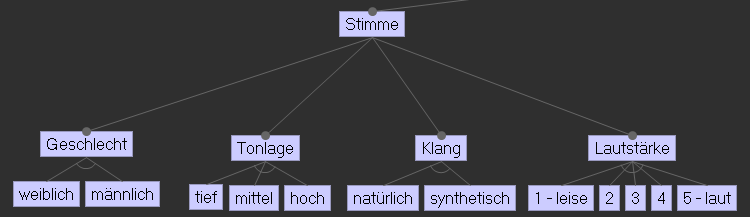 Stimme
Geschlecht
Tonlage
Klang
Lautstärke
weiblich
männlich
tief
mittel
hoch
natürlich
synthetisch
1 - leise
2
3
4
5 - laut